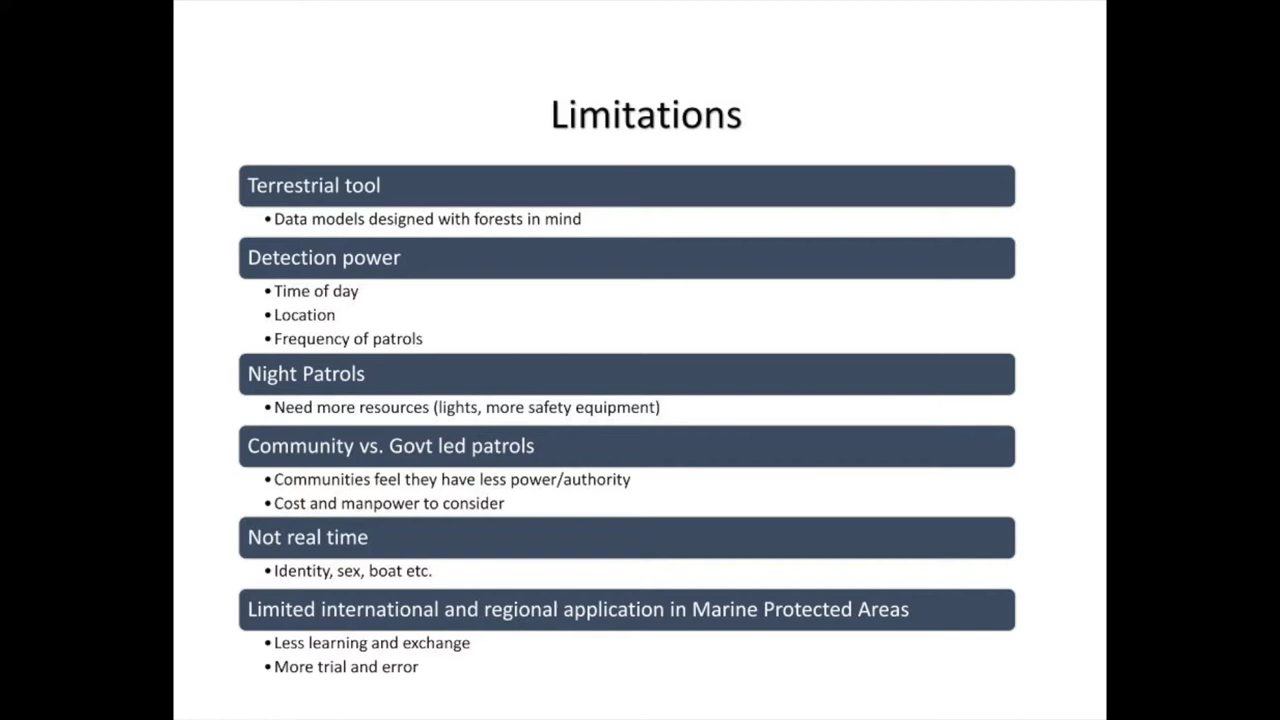 Limitations
Terrestrial tool
•Data models designed with forests in mind
Detection power
•Time of day
•Location
•Frequency of patrols
Night Patrols
•Need more resources (lights, more safety equipment)
Community vs. Govt led patrols
•Communities feel they have less power/authority
•Cost and manpower to consider
Not real time
•Identity, sex, boat etc.
Limited international and regional application in Marine Protected Areas
•Less learning and exchange
•More trial and error